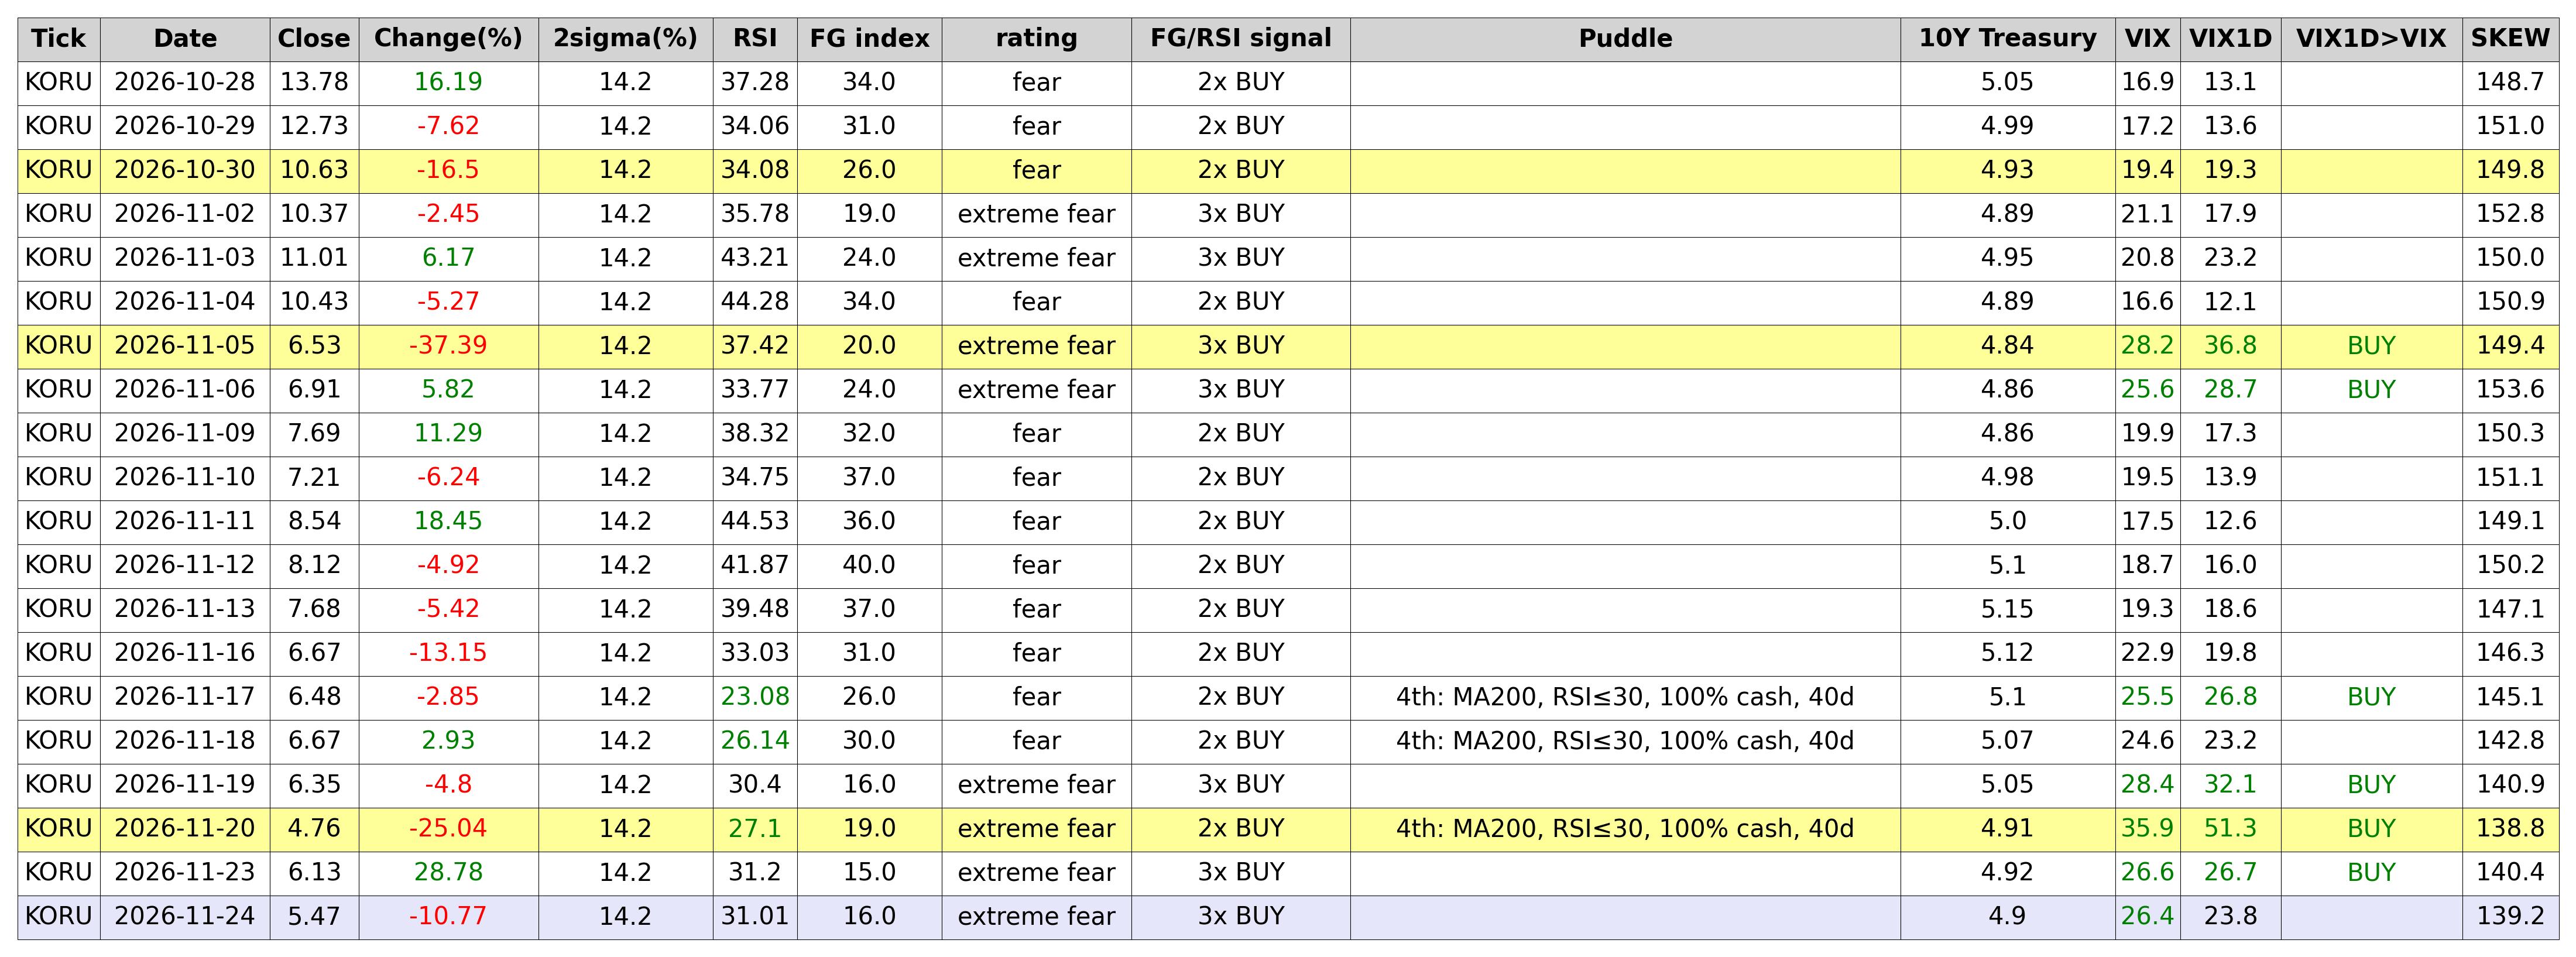 Tick Date Close Change(%) 2sigma(%) RSI FG index rating FG/RSI signal Puddle 10Y Treasury VIX VIX1D VIX1D>VIX SKEW
KORU 2026-10-28 13.78 16.19 14.2 37.28 34.0 fear 2x BUY 5.05 16.9 13.1 148.7
KORU 2026-10-29 12.73 -7.62 14.2 34.06 31.0 fear 2x BUY 4.99 17.2 13.6 151.0
KORU 2026-10-30 10.63 -16.5 14.2 34.08 26.0 fear 2x BUY 4.93 19.4 19.3 149.8
KORU 2026-11-02 10.37 -2.45 14.2 35.78 19.0 extreme fear 3x BUY 4.89 21.1 17.9 152.8
KORU 2026-11-03 11.01 6.17 14.2 43.21 24.0 extreme fear 3x BUY 4.95 20.8 23.2 150.0
KORU 2026-11-04 10.43 -5.27 14.2 44.28 34.0 fear 2x BUY 4.89 16.6 12.1 150.9
KORU 2026-11-05 6.53 -37.39 14.2 37.42 20.0 extreme fear 3x BUY 4.84 28.2 36.8 BUY 149.4
KORU 2026-11-06 6.91 5.82 14.2 33.77 24.0 extreme fear 3x BUY 4.86 25.6 28.7 BUY 153.6
KORU 2026-11-09 7.69 11.29 14.2 38.32 32.0 fear 2x BUY 4.86 19.9 17.3 150.3
KORU 2026-11-10 7.21 -6.24 14.2 34.75 37.0 fear 2x BUY 4.98 19.5 13.9 151.1
KORU 2026-11-11 8.54 18.45 14.2 44.53 36.0 fear 2x BUY 5.0 17.5 12.6 149.1
KORU 2026-11-12 8.12 -4.92 14.2 41.87 40.0 fear 2x BUY 5.1 18.7 16.0 150.2
KORU 2026-11-13 7.68 -5.42 14.2 39.48 37.0 fear 2x BUY 5.15 19.3 18.6 147.1
KORU 2026-11-16 6.67 -13.15 14.2 33.03 31.0 fear 2x BUY 5.12 22.9 19.8 146.3
KORU 2026-11-17 6.48 -2.85 14.2 23.08 26.0 fear 2x BUY 4th: MA200, RSI≤30, 100% cash, 40d 5.1 25.5 26.8 BUY 145.1
KORU 2026-11-18 6.67 2.93 14.2 26.14 30.0 fear 2x BUY 4th: MA200, RSI≤30, 100% cash, 40d 5.07 24.6 23.2 142.8
KORU 2026-11-19 6.35 -4.8 14.2 30.4 16.0 extreme fear 3x BUY 5.05 28.4 32.1 BUY 140.9
KORU 2026-11-20 4.76 -25.04 14.2 27.1 19.0 extreme fear 2x BUY 4th: MA200, RSI≤30, 100% cash, 40d 4.91 35.9 51.3 BUY 138.8
KORU 2026-11-23 6.13 28.78 14.2 31.2 15.0 extreme fear 3x BUY 4.92 26.6 26.7 BUY 140.4
KORU 2026-11-24 5.47 -10.77 14.2 31.01 16.0 extreme fear 3x BUY 4.9 26.4 23.8 139.2